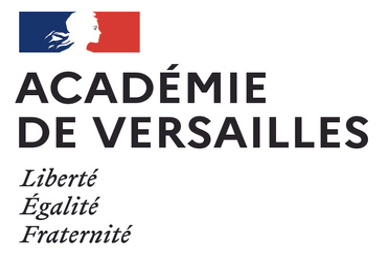 ACADÉMIE
DE VERSAILLES
Liberté
Égalité
Fraternité